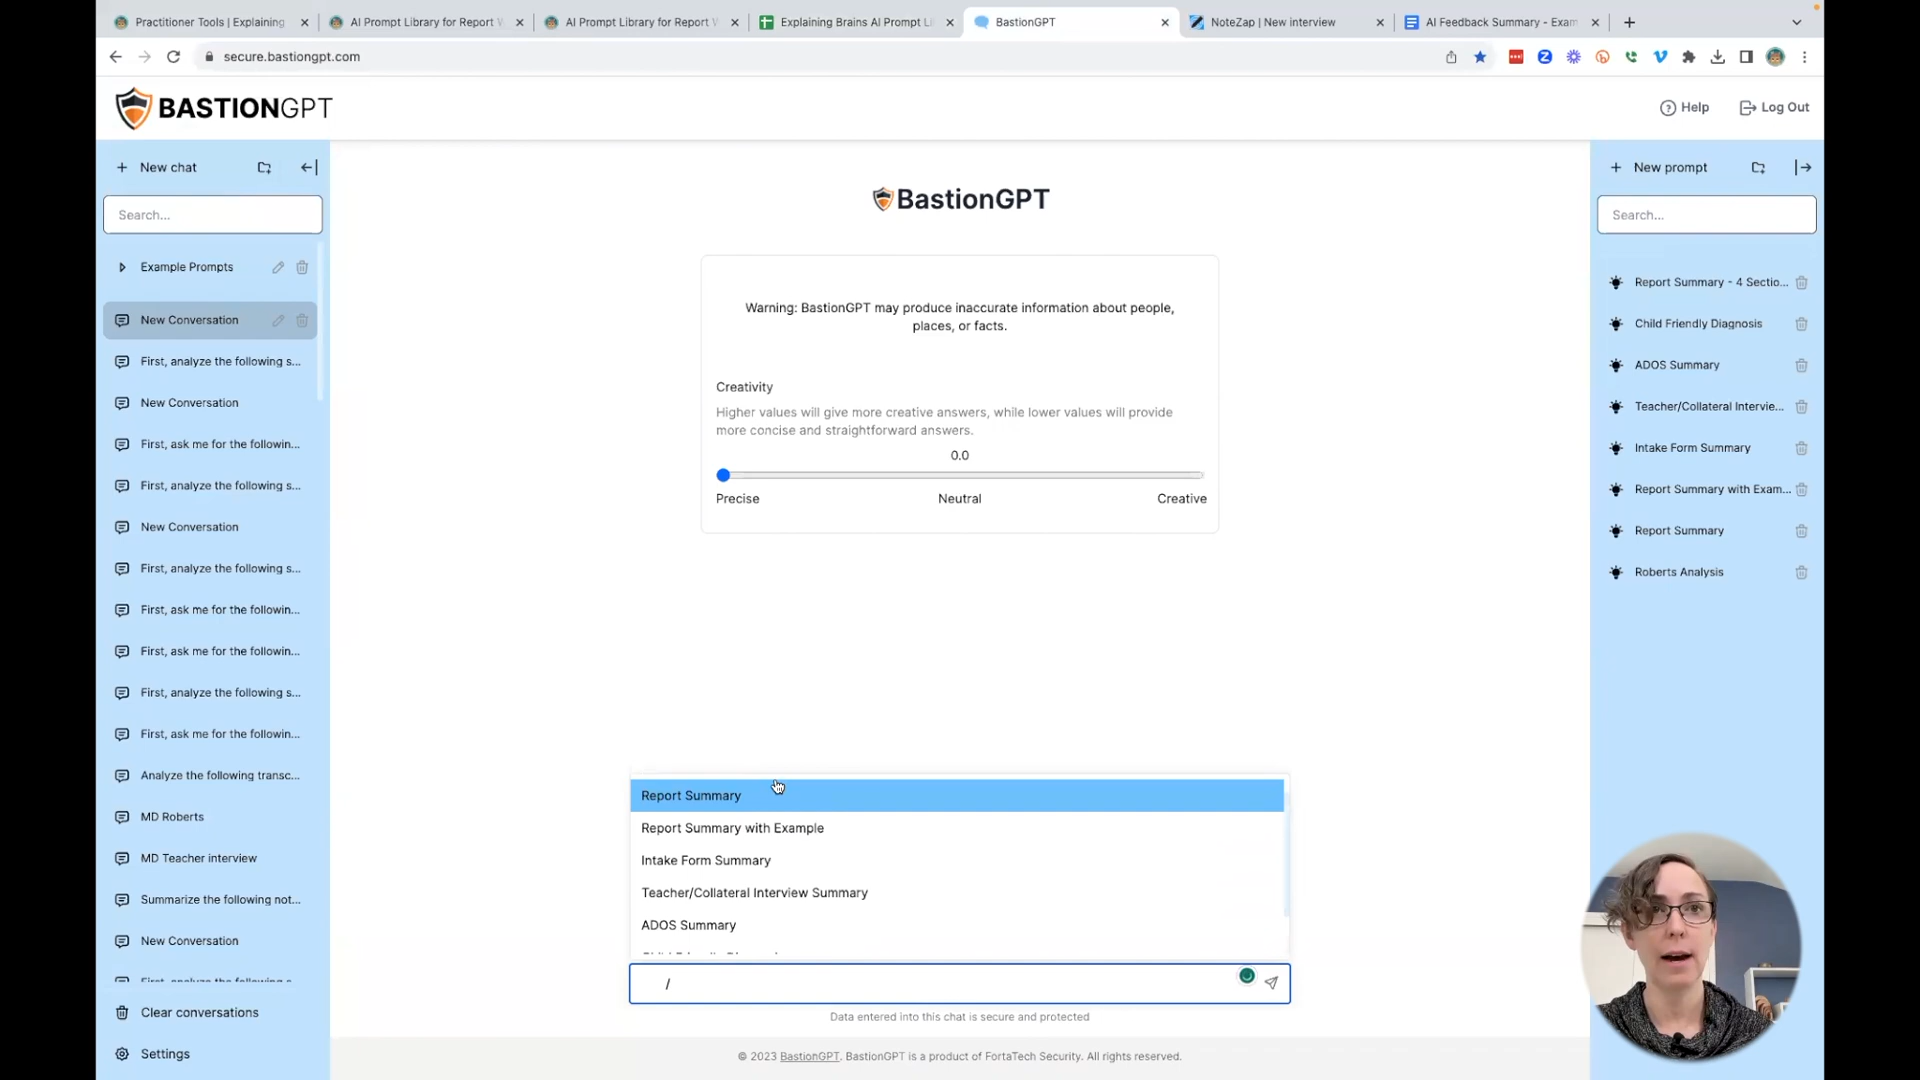 Practitioner Tools | Explaining
AI Prompt Library for Report W
AI Prompt Library for Report W
Explaining Brains AI Prompt Li
BastionGPT
NoteZap | New interview
AI Feedback Summary - Exam
secure.bastiongpt.com
BASTIONGPT
Help
Log Out
New chat
Search...
Example Prompts
New Conversation
First, analyze the following s...
New Conversation
First, ask me for the followin...
First, analyze the following s...
New Conversation
First, analyze the following s...
First, ask me for the followin...
First, ask me for the followin...
First, analyze the following s...
First, ask me for the followin...
Analyze the following transc...
MD Roberts
MD Teacher interview
Summarize the following not...
New Conversation
Clear conversations
Settings
BastionGPT
Warning: BastionGPT may produce inaccurate information about people,
places, or facts.
Creativity
Higher values will give more creative answers, while lower values will provide
more concise and straightforward answers.
0.0
Precise
Neutral
Creative
Report Summary
Report Summary with Example
Intake Form Summary
Teacher/Collateral Interview Summary
ADOS Summary
/
Data entered into this chat is secure and protected
© 2023 BastionGPT. BastionGPT is a product of FortaTech Security. All rights reserved.
New prompt
Search...
Report Summary - 4 Sectio...
Child Friendly Diagnosis
ADOS Summary
Teacher/Collateral Intervie...
Intake Form Summary
Report Summary with Exam...
Report Summary
Roberts Analysis